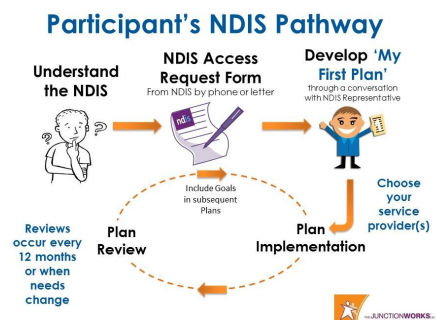 Participant's NDIS Pathway
Understand
the NDIS
NDIS Access
Request Form
From NDIS by phone or letter
Develop 'My
First Plan'
through a conversation
with NDIS Representative
?
?
ndis
Include Goals
in subsequent
Plans
Choose
your
service
provider(s)
Plan
Implementation
Plan
Review
Reviews
occur every
12 months
or when
needs
change
THE JUNCTIONWORKS